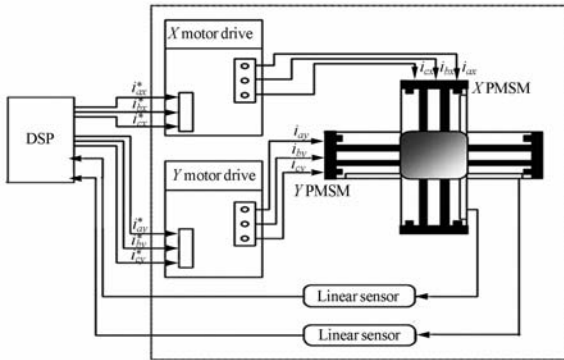 X motor drive
i*ax
i*bx
i*cx
DSP
icx ibx iax
X PMSM
iay
iby
icy
Y PMSM
Y motor drive
i*ay
i*by
i*cy
Linear sensor
Linear sensor